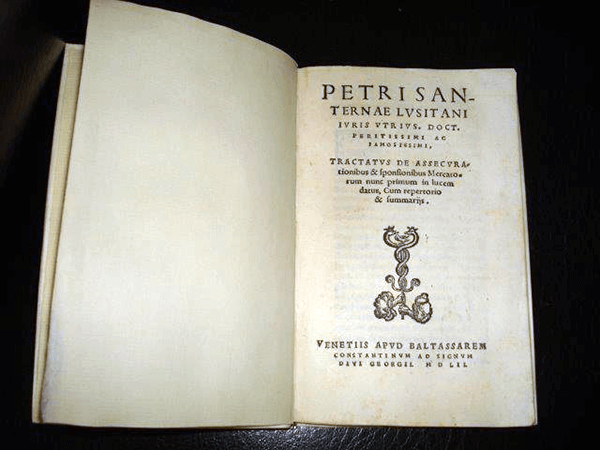 PETRI SAN-
TERNAE LVSITANI
IVRIS VTRIVS. DOCT.
PERITISSIMI AC
FAMOSISSIMI,
TRACTATVS DE ASSECVRA-
tionibus & sponsionibus Mercato-
rum nunc primum in lucem
datus, Cum repertorio
& summarijs.
VENETIIS APVD BALTASSAREM
CONSTANTINVM AD SIGNVM
DIVI GEORGII. M D LII.